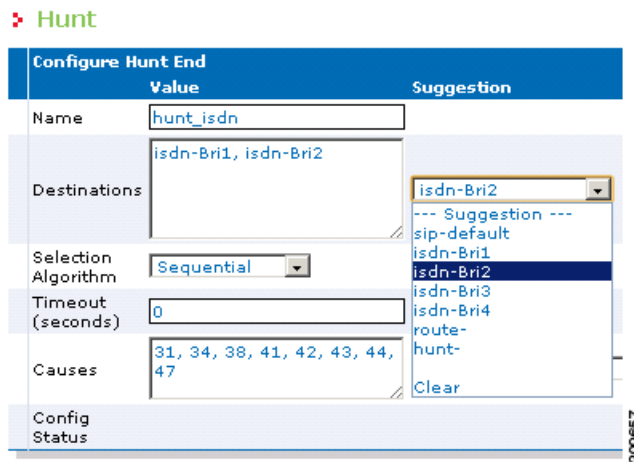 Hunt
Configure Hunt End
Value Suggestion
Name hunt_isdn
Destinations isdn-Bri1, isdn-Bri2
isdn-Bri2
--- Suggestion ---
sip-default
isdn-Bri1
isdn-Bri2
isdn-Bri3
isdn-Bri4
route-
hunt-
Clear
Selection
Algorithm
Sequential
Timeout
(seconds)
0
Causes
31, 34, 38, 41, 42, 43, 44,
47
Config
Status